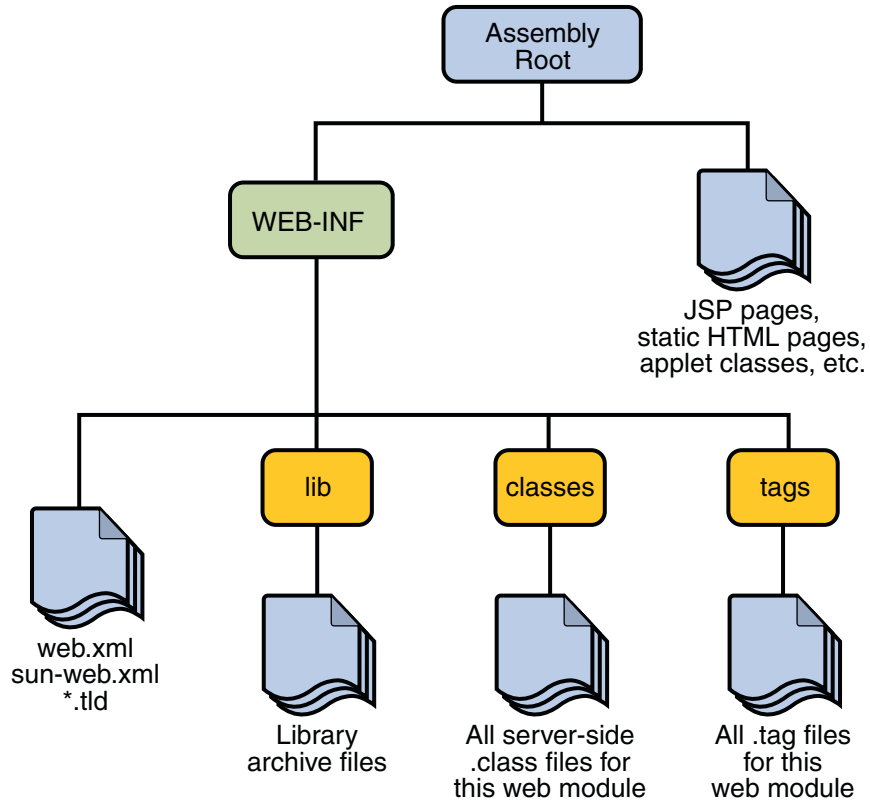 Assembly
Root
WEB-INF
JSP pages,
static HTML pages,
applet classes, etc.
lib
classes
tags
web.xml
sun-web.xml
*.tld
Library
archive files
All server-side
.class files for
this web module
All .tag files
for this
web module